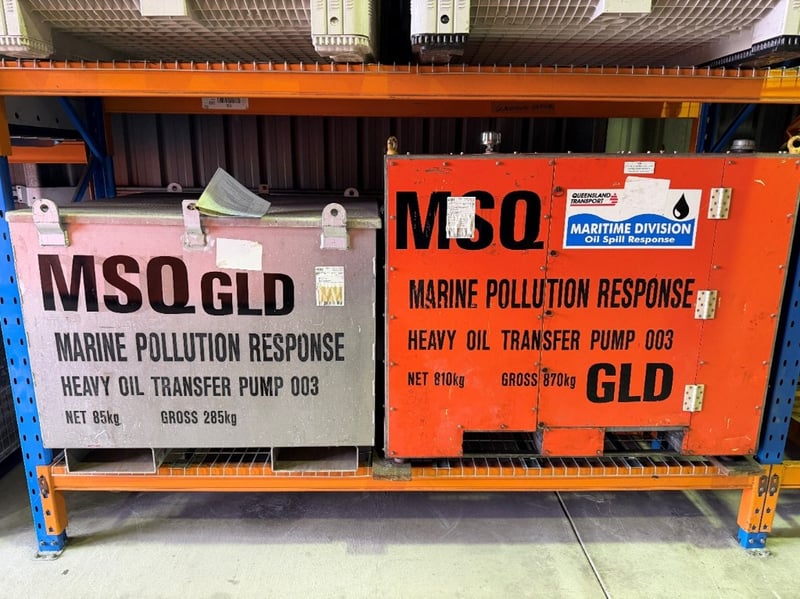 MSQ GLD
MARINE POLLUTION RESPONSE
HEAVY OIL TRANSFER PUMP 003
NET 85kg GROSS 285kg
MSQ
QUEENSLAND
TRANSPORT
MARITIME DIVISION
Oil Spill Response
MARINE POLLUTION RESPONSE
HEAVY OIL TRANSFER PUMP 003
NET 810kg GROSS 870kg GLD